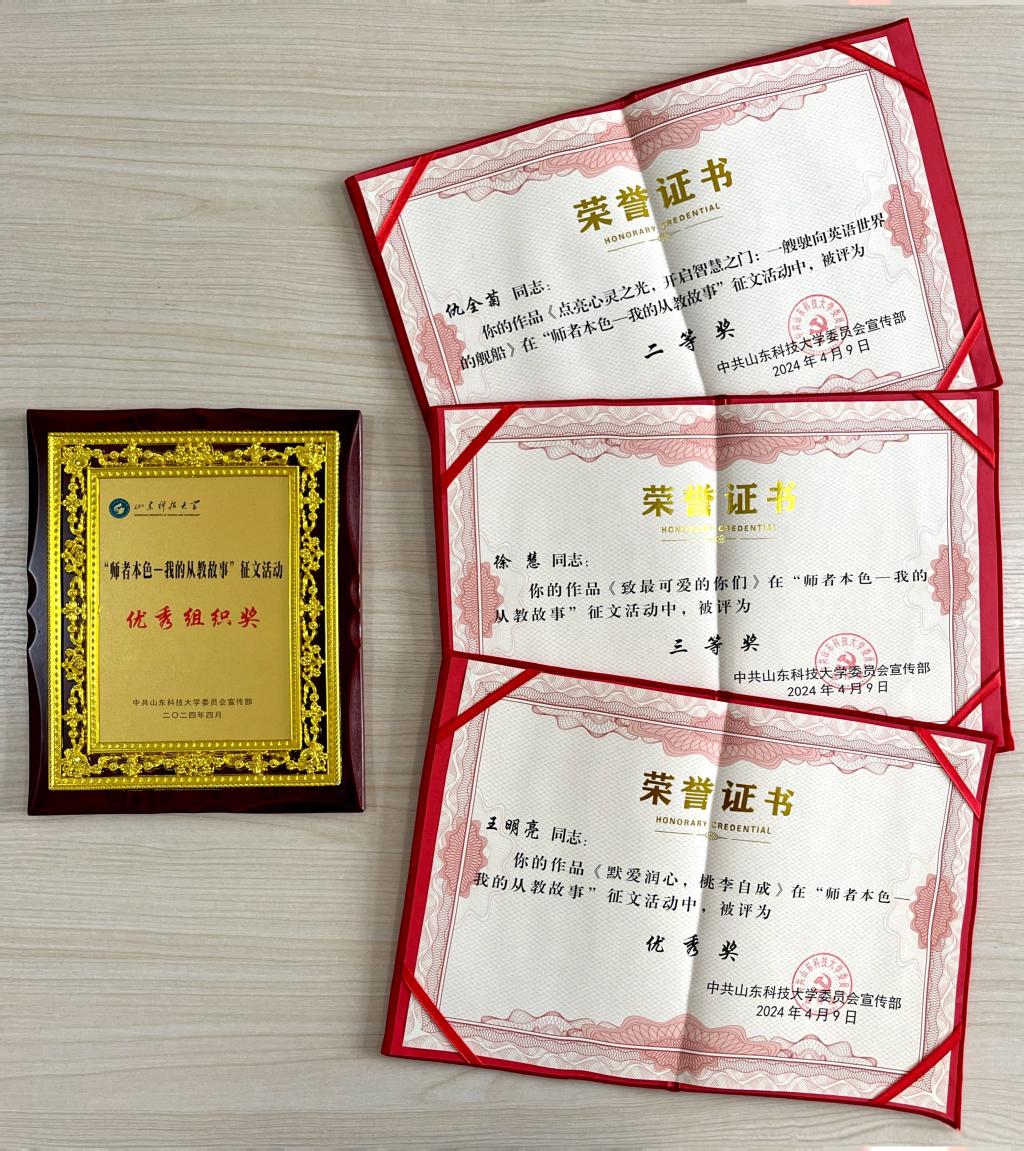 山东科技大学
“师者本色—我的从教故事”征文活动
优秀组织奖
中共山东科技大学委员会宣传部
二〇二四年四月
荣誉证书
HONORARY CREDENTIAL
仇全菊 同志：
你的作品《点亮心灵之光，开启智慧之门：一艘驶向英语世界
的舰船》在“师者本色—我的从教故事”征文活动中，被评为
二等奖
中共山东科技大学委员会宣传部
2024年4月9日
荣誉证书
HONORARY CREDENTIAL
徐慧 同志：
你的作品《致最可爱的你们》在“师者本色—我的
从教故事”征文活动中，被评为
三等奖
中共山东科技大学委员会宣传部
2024年4月9日
荣誉证书
HONORARY CREDENTIAL
王明亮 同志：
你的作品《默爱润心，桃李自成》在“师者本色—
我的从教故事”征文活动中，被评为
优秀奖
中共山东科技大学委员会宣传部
2024年4月9日